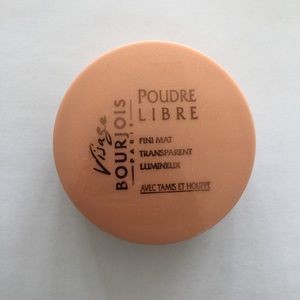 Visage
BOURJOIS
PARIS
POUDRE
LIBRE
FINI MAT
TRANSPARENT
LUMINEUX
AVEC TAMIS ET HOUPPE